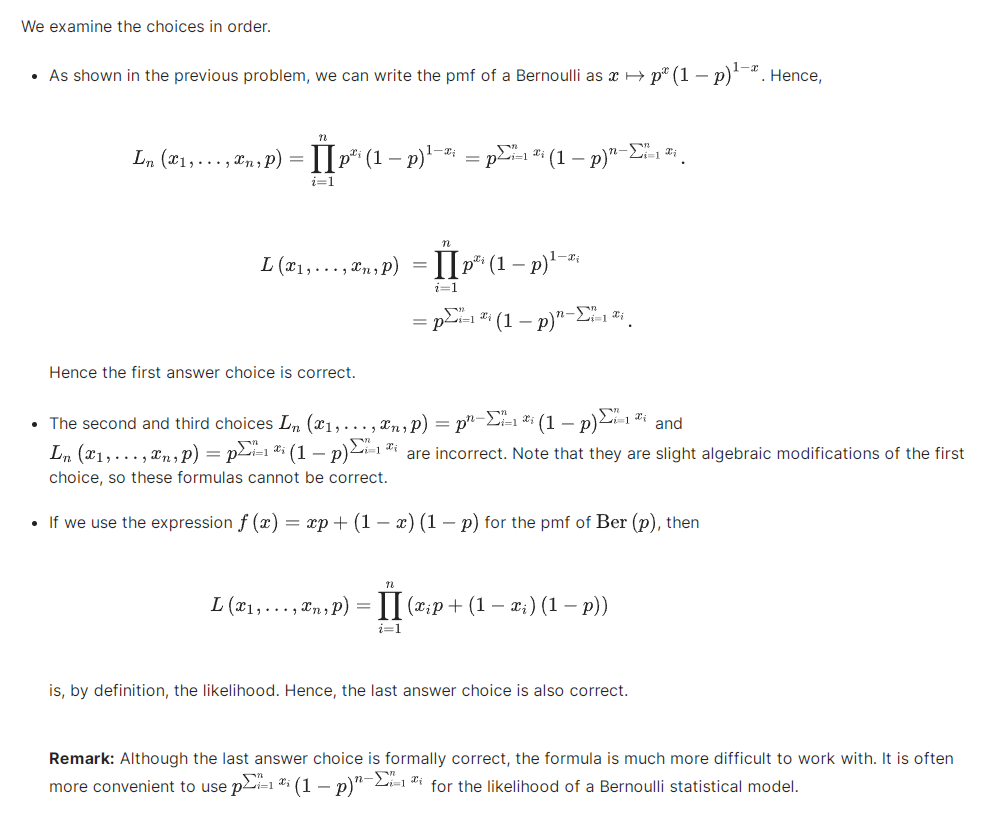 We examine the choices in order.
• As shown in the previous problem, we can write the pmf of a Bernoulli as $x \mapsto p^x (1-p)^{1-x}$. Hence,
$L_n(x_1, \ldots, x_n, p) = \prod_{i=1}^{n} p^{x_i} (1-p)^{1-x_i} = p^{\sum_{i=1}^{n} x_i} (1-p)^{n-\sum_{i=1}^{n} x_i}.$
$L(x_1, \ldots, x_n, p) = \prod_{i=1}^{n} p^{x_i} (1-p)^{1-x_i}$
$= p^{\sum_{i=1}^{n} x_i} (1-p)^{n-\sum_{i=1}^{n} x_i}.$
Hence the first answer choice is correct.
• The second and third choices $L_n(x_1, \ldots, x_n, p) = p^{n-\sum_{i=1}^{n} x_i} (1-p)^{\sum_{i=1}^{n} x_i}$ and
$L_n(x_1, \ldots, x_n, p) = p^{\sum_{i=1}^{n} x_i} (1-p)^{\sum_{i=1}^{n} x_i}$ are incorrect. Note that they are slight algebraic modifications of the first
choice, so these formulas cannot be correct.
• If we use the expression $f(x) = xp + (1-x)(1-p)$ for the pmf of $\text{Ber}(p)$, then
$L(x_1, \ldots, x_n, p) = \prod_{i=1}^{n} (x_i p + (1-x_i)(1-p))$
is, by definition, the likelihood. Hence, the last answer choice is also correct.
Remark: Although the last answer choice is formally correct, the formula is much more difficult to work with. It is often
more convenient to use $p^{\sum_{i=1}^{n} x_i} (1-p)^{n-\sum_{i=1}^{n} x_i}$ for the likelihood of a Bernoulli statistical model.